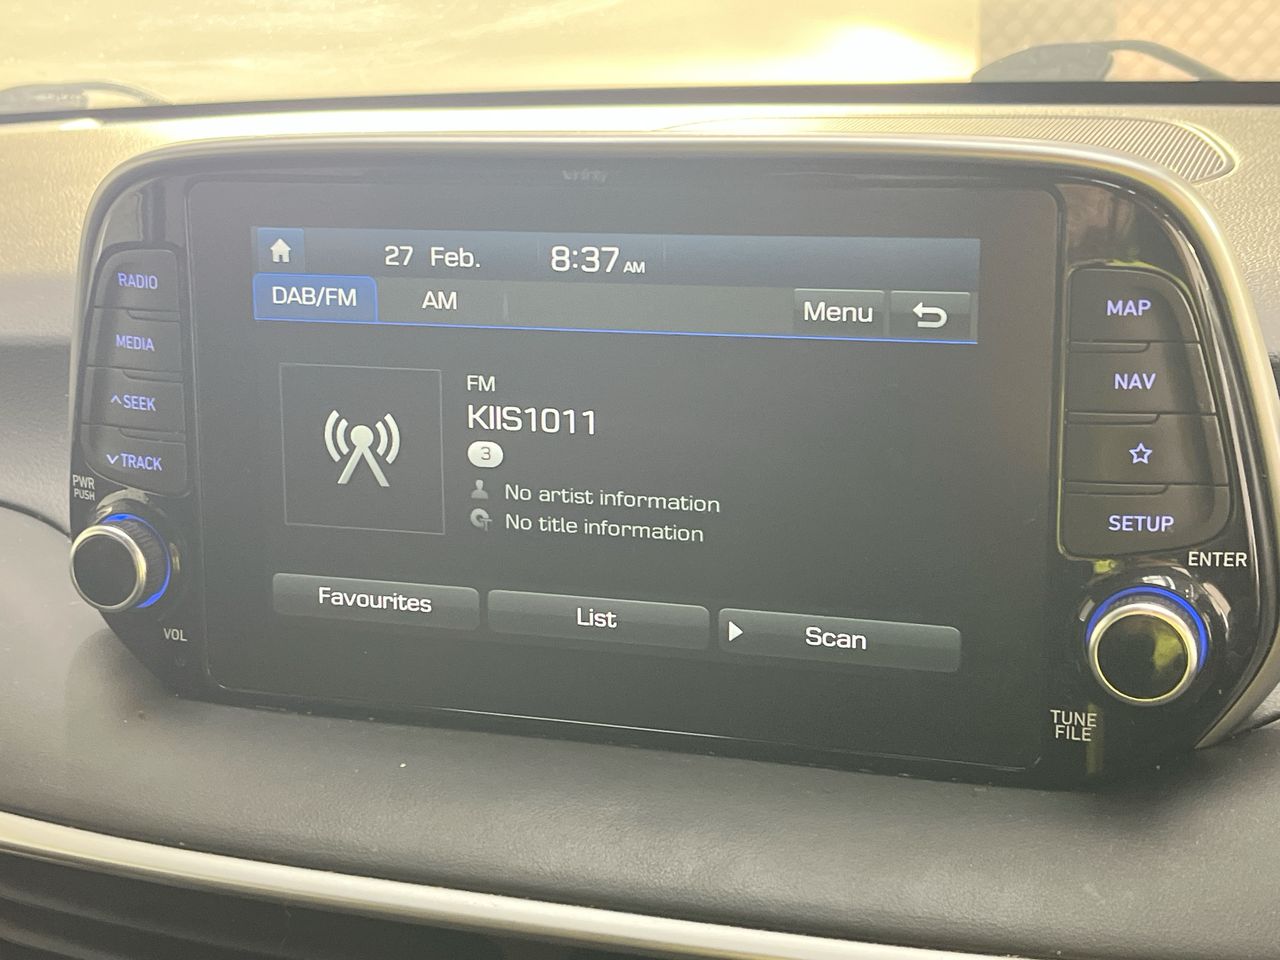 infinity
27 Feb. 8:37 AM
DAB/FM AM Menu
FM
KIIS1011
3
No artist information
No title information
Favourites List Scan
RADIO
MEDIA
SEEK
TRACK
PWR
PUSH
VOL
MAP
NAV
SETUP
ENTER
TUNE
FILE